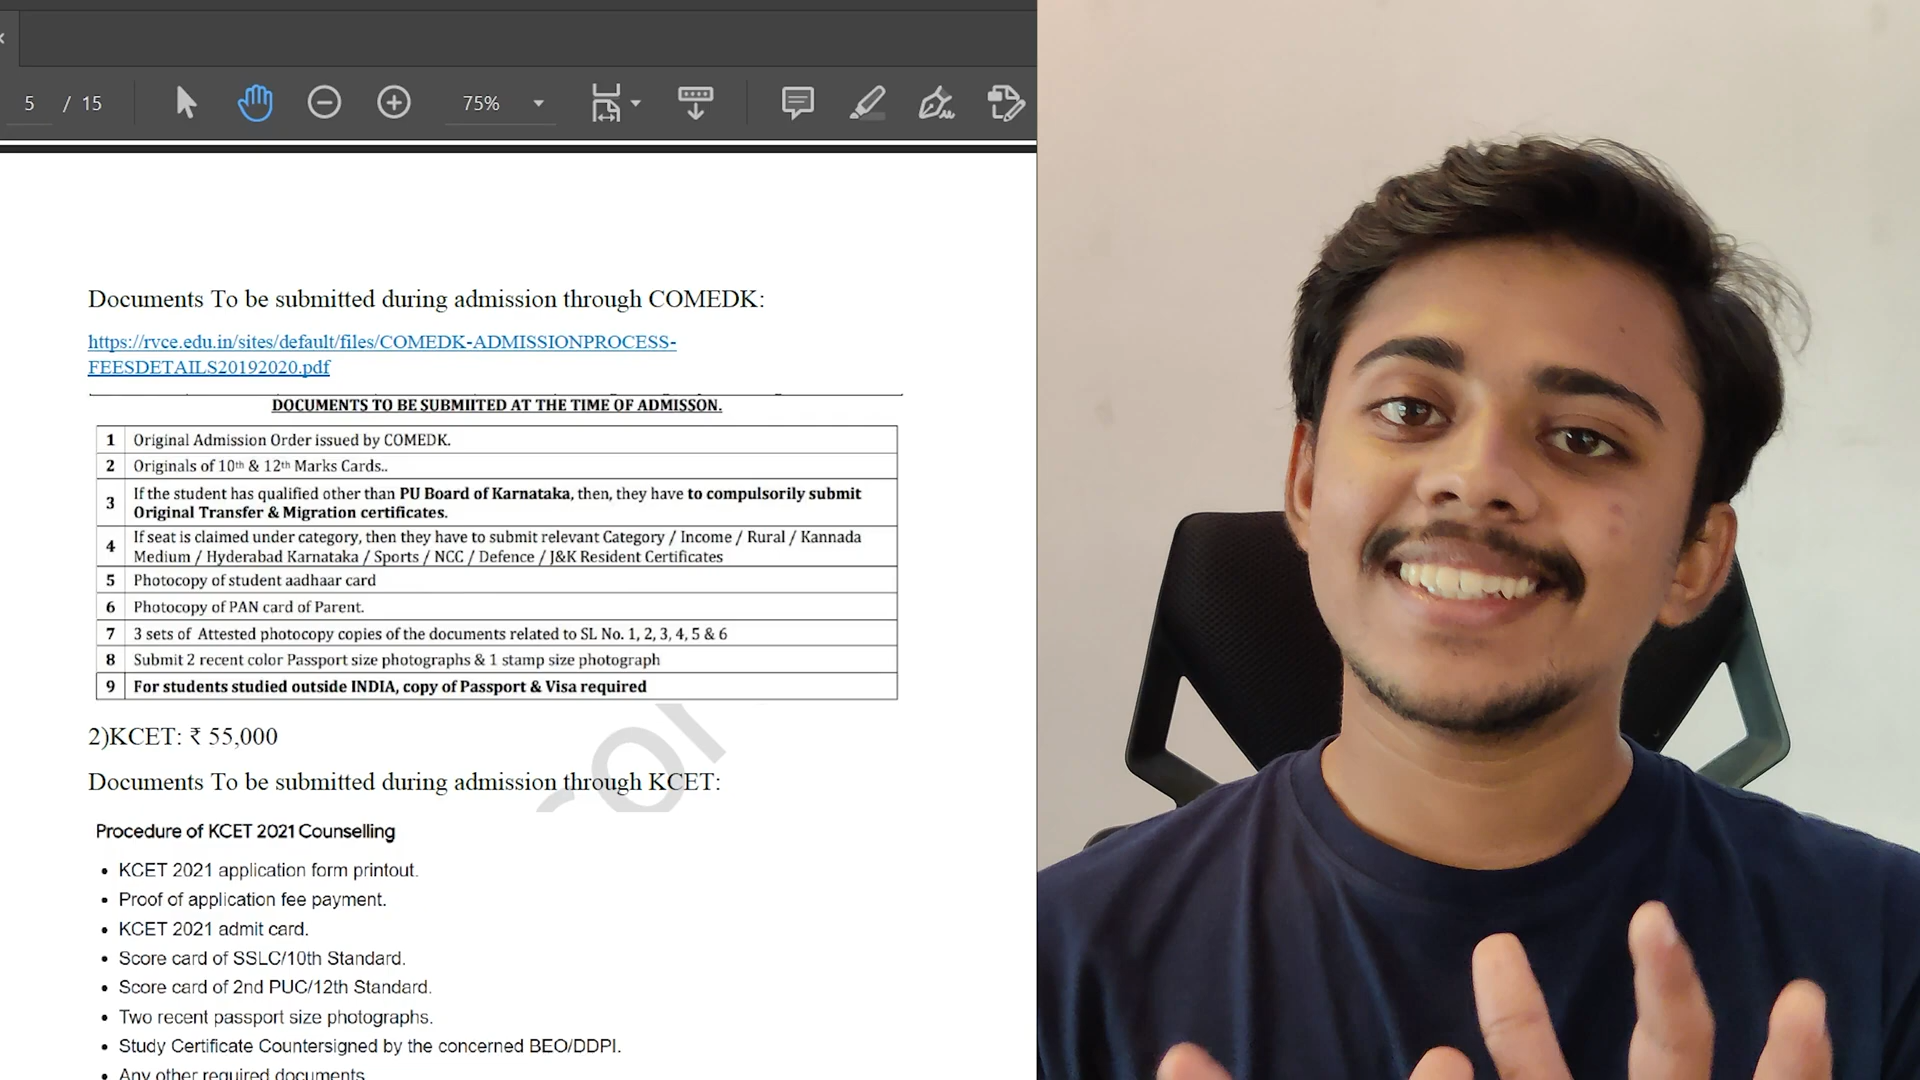 5 / 15
75%
Documents To be submitted during admission through COMEDK:
https://rvce.edu.in/sites/default/files/COMEDK-ADMISSIONPROCESS-
FEESDETAILS20192020.pdf
DOCUMENTS TO BE SUBMIITED AT THE TIME OF ADMISSON.
1 Original Admission Order issued by COMEDK.
2 Originals of 10th & 12th Marks Cards..
3 If the student has qualified other than PU Board of Karnataka, then, they have to compulsorily submit
Original Transfer & Migration certificates.
4 If seat is claimed under category, then they have to submit relevant Category / Income / Rural / Kannada
Medium / Hyderabad Karnataka / Sports / NCC / Defence / J&K Resident Certificates
5 Photocopy of student aadhaar card
6 Photocopy of PAN card of Parent.
7 3 sets of Attested photocopy copies of the documents related to SL No. 1, 2, 3, 4, 5 & 6
8 Submit 2 recent color Passport size photographs & 1 stamp size photograph
9 For students studied outside INDIA, copy of Passport & Visa required
2)KCET: ₹ 55,000
Documents To be submitted during admission through KCET:
Procedure of KCET 2021 Counselling
• KCET 2021 application form printout.
• Proof of application fee payment.
• KCET 2021 admit card.
• Score card of SSLC/10th Standard.
• Score card of 2nd PUC/12th Standard.
• Two recent passport size photographs.
• Study Certificate Countersigned by the concerned BEO/DDPI.
• Any other required documents